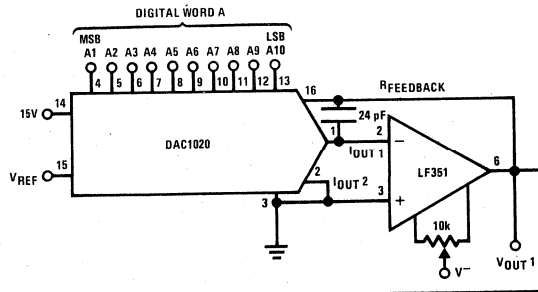 DIGITAL WORD A
MSB LSB
A1 A2 A3 A4 A5 A6 A7 A8 A9 A10
4 5 6 7 8 9 10 11 12 13
16 RFEEDBACK
15V 14
24 pF
DAC1020
1 IOUT 1 2 −
LF351 6
VREF 15
2 IOUT 2
3 3 +
10k
V− VOUT 1